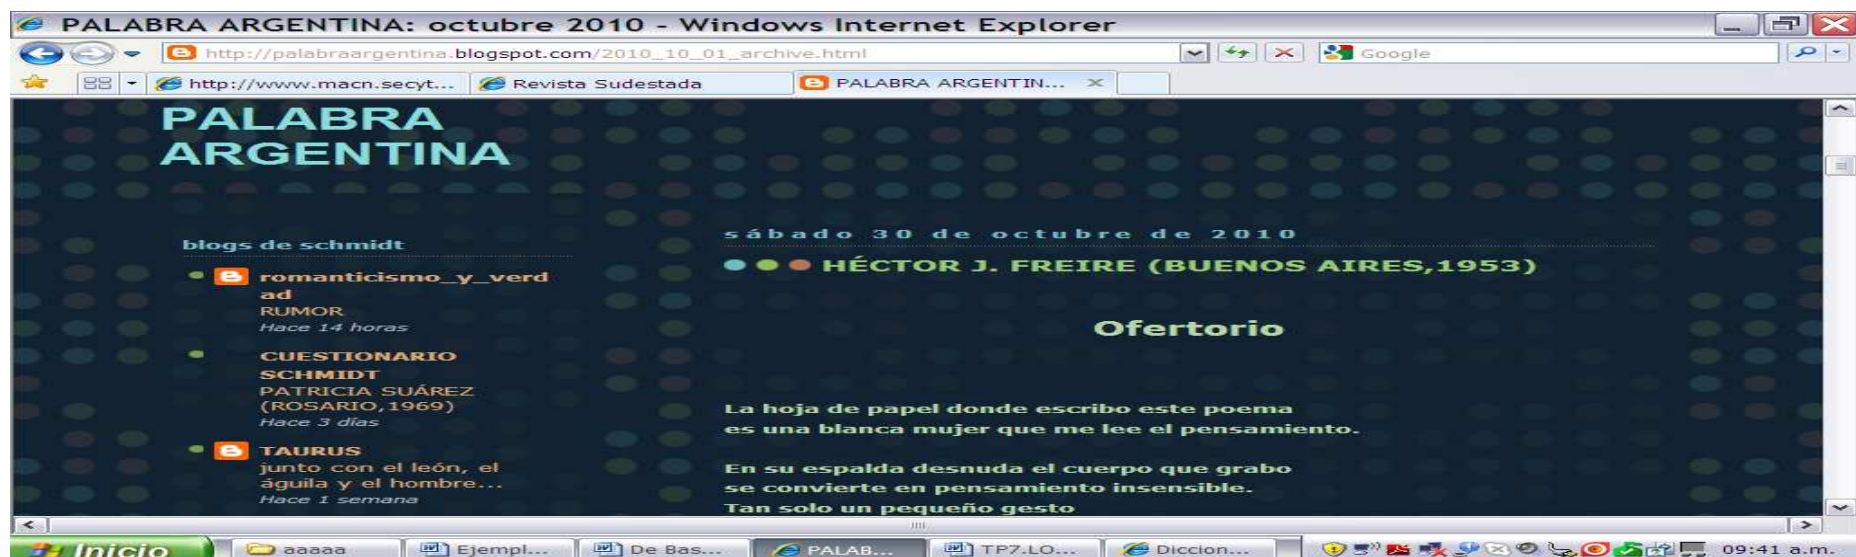 PALABRA ARGENTINA: octubre 2010 - Windows Internet Explorer
http://palabraargentina.blogspot.com/2010_10_01_archive.html
Google
http://www.macn.secyt...
Revista Sudestada
PALABRA ARGENTIN...
PALABRA
ARGENTINA
blogs de schmidt
romanticismo_y_verd
ad
RUMOR
Hace 14 horas
CUESTIONARIO
SCHMIDT
PATRICIA SUÁREZ
(ROSARIO,1969)
Hace 3 días
TAURUS
junto con el león, el
águila y el hombre...
Hace 1 semana
sábado 30 de octubre de 2010
HÉCTOR J. FREIRE (BUENOS AIRES,1953)
Ofertorio
La hoja de papel donde escribo este poema
es una blanca mujer que me lee el pensamiento.
En su espalda desnuda el cuerpo que grabo
se convierte en pensamiento insensible.
Tan solo un pequeño gesto
Inicio
aaaaa
Ejempl...
De Bas...
PALAB...
TP7.LO...
Diccion...
09:41 a.m.